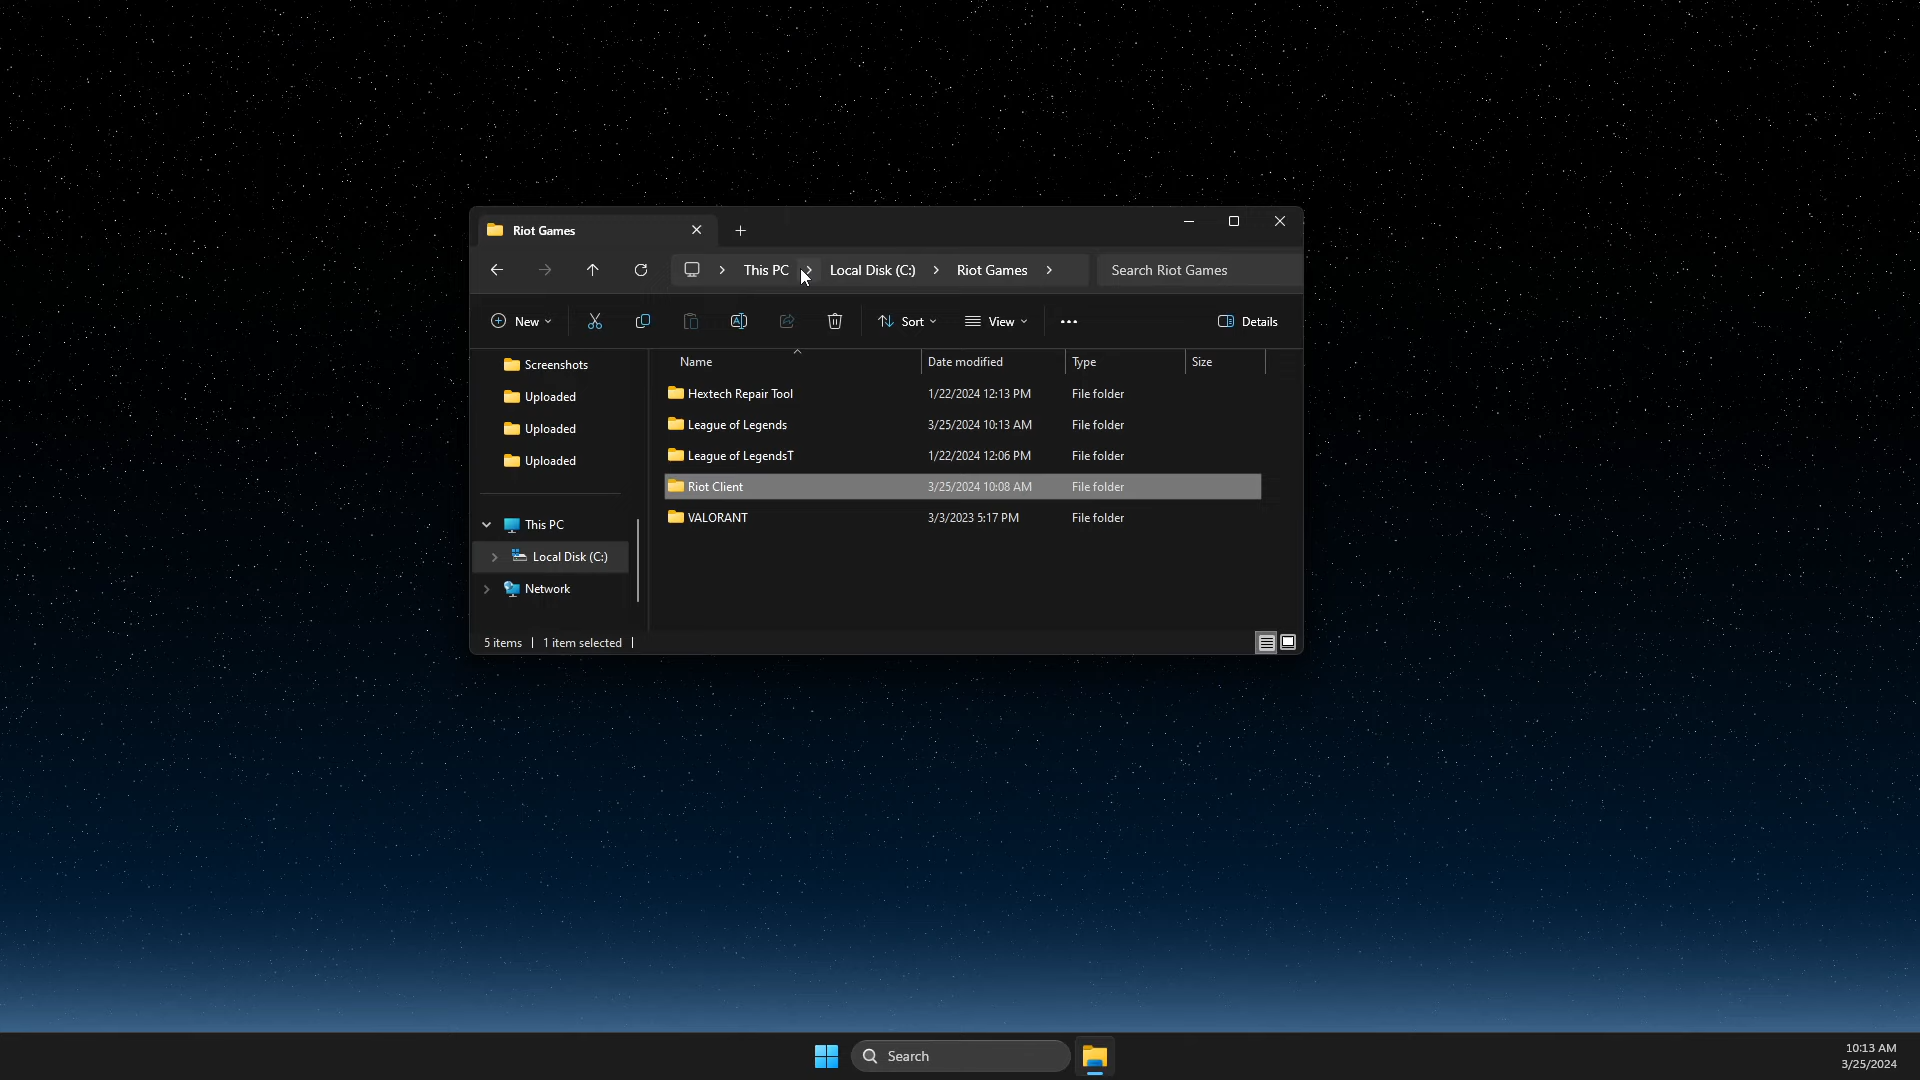 Riot Games
This PC
Local Disk (C:)
Riot Games
Search Riot Games
New
Sort
View
Details
Screenshots
Uploaded
Uploaded
Uploaded
This PC
Local Disk (C:)
Network
Name Date modified Type Size
Hextech Repair Tool 1/22/2024 12:13 PM File folder
League of Legends 3/25/2024 10:13 AM File folder
League of LegendsT 1/22/2024 12:06 PM File folder
Riot Client 3/25/2024 10:08 AM File folder
VALORANT 3/3/2023 5:17 PM File folder
5 items 1 item selected
Search
10:13 AM
3/25/2024